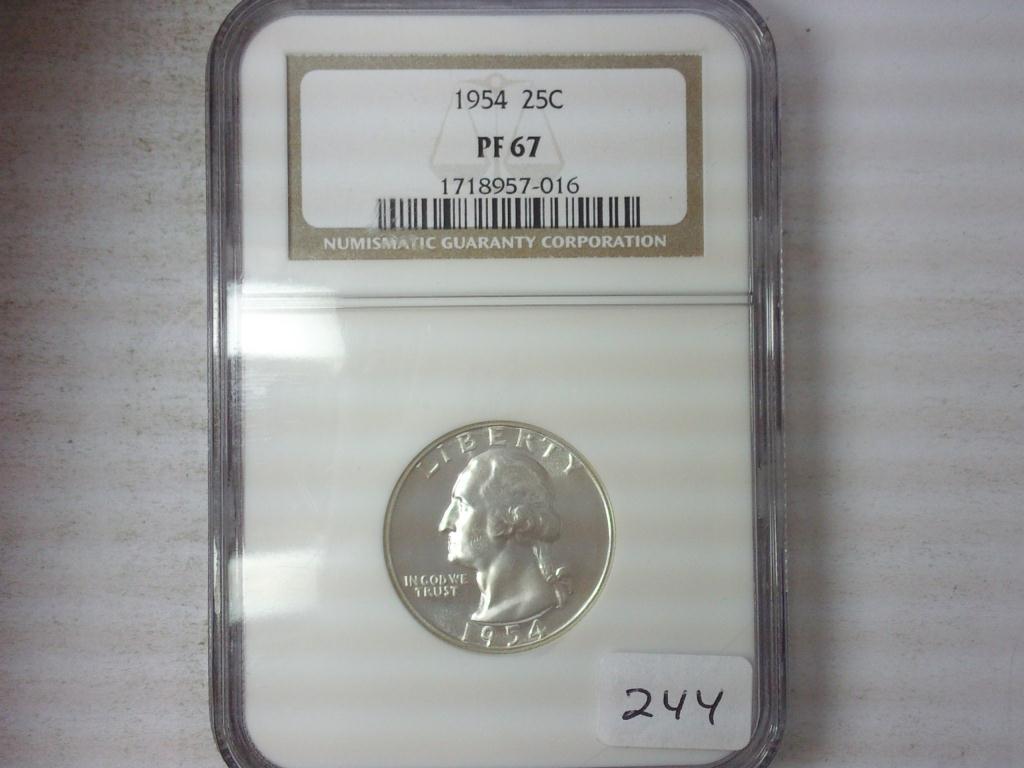 1954 25C
PF 67
1718957-016
NUMISMATIC GUARANTY CORPORATION
LIBERTY
IN GOD WE
TRUST
1954
244